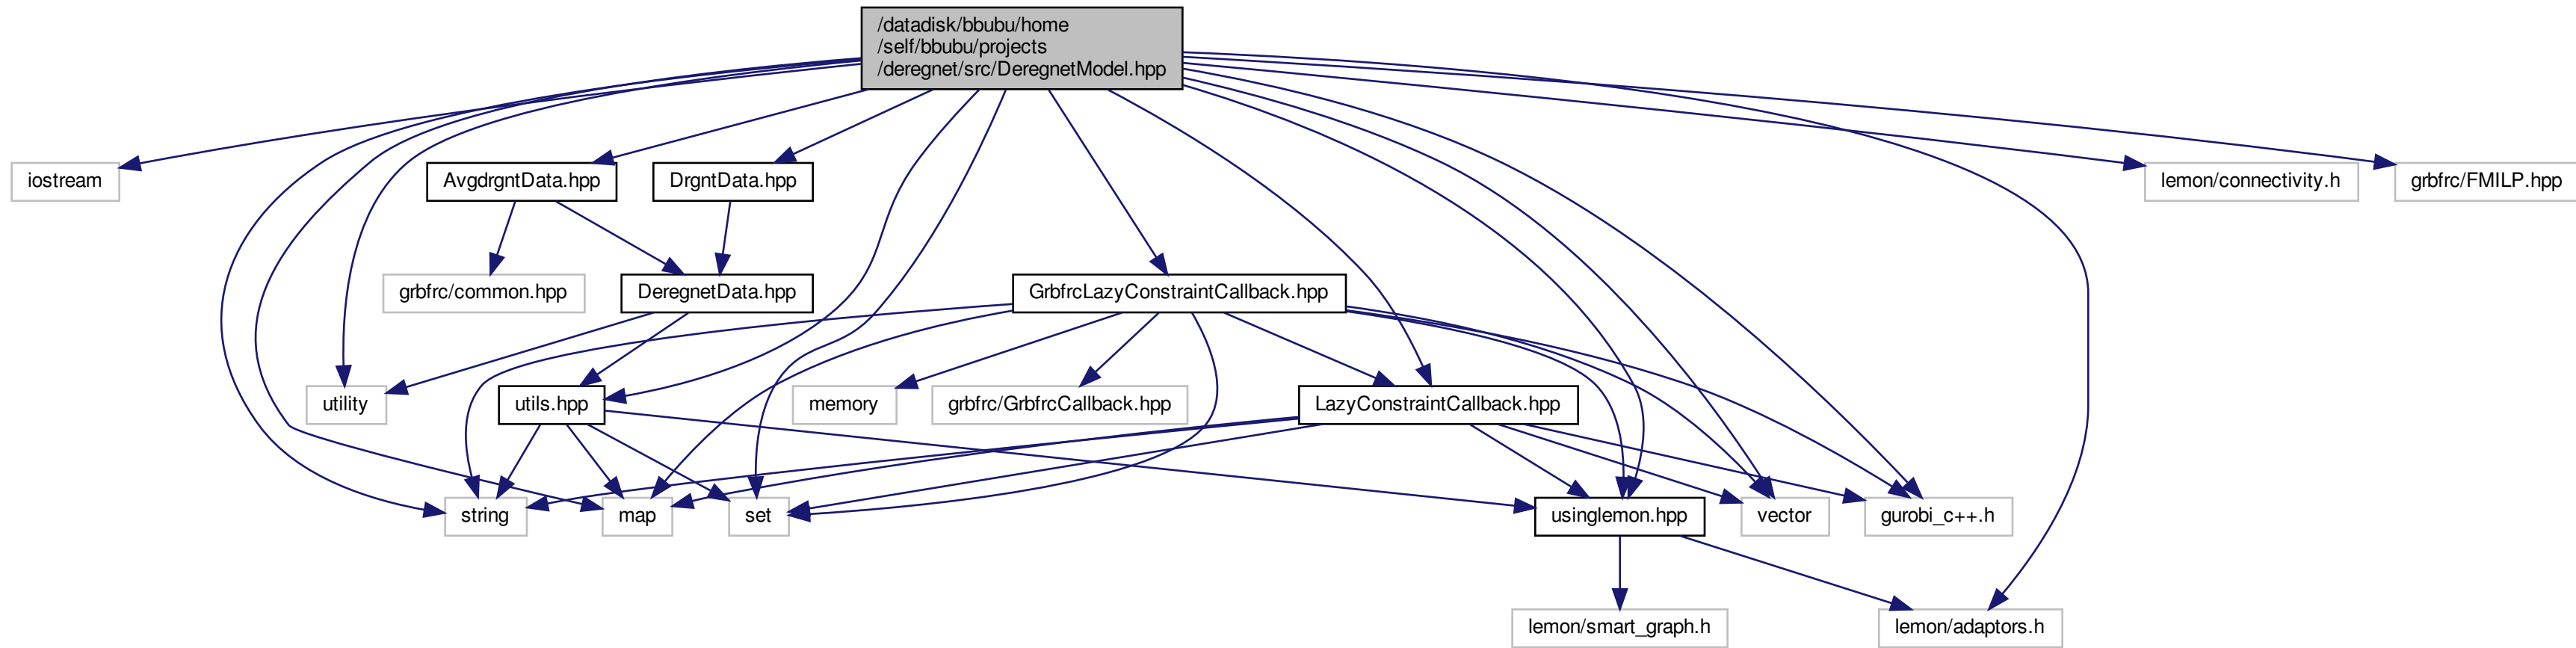 /datadisk/bbubu/home
/self/bbubu/projects
/deregnet/src/DeregnetModel.hpp
iostream
AvgdrgntData.hpp
DrgntData.hpp
lemon/connectivity.h
grbfrc/FMILP.hpp
grbfrc/common.hpp
DeregnetData.hpp
GrbfrcLazyConstraintCallback.hpp
utility
utils.hpp
memory
grbfrc/GrbfrcCallback.hpp
LazyConstraintCallback.hpp
string
map
set
usinglemon.hpp
vector
gurobi_c++.h
lemon/smart_graph.h
lemon/adaptors.h